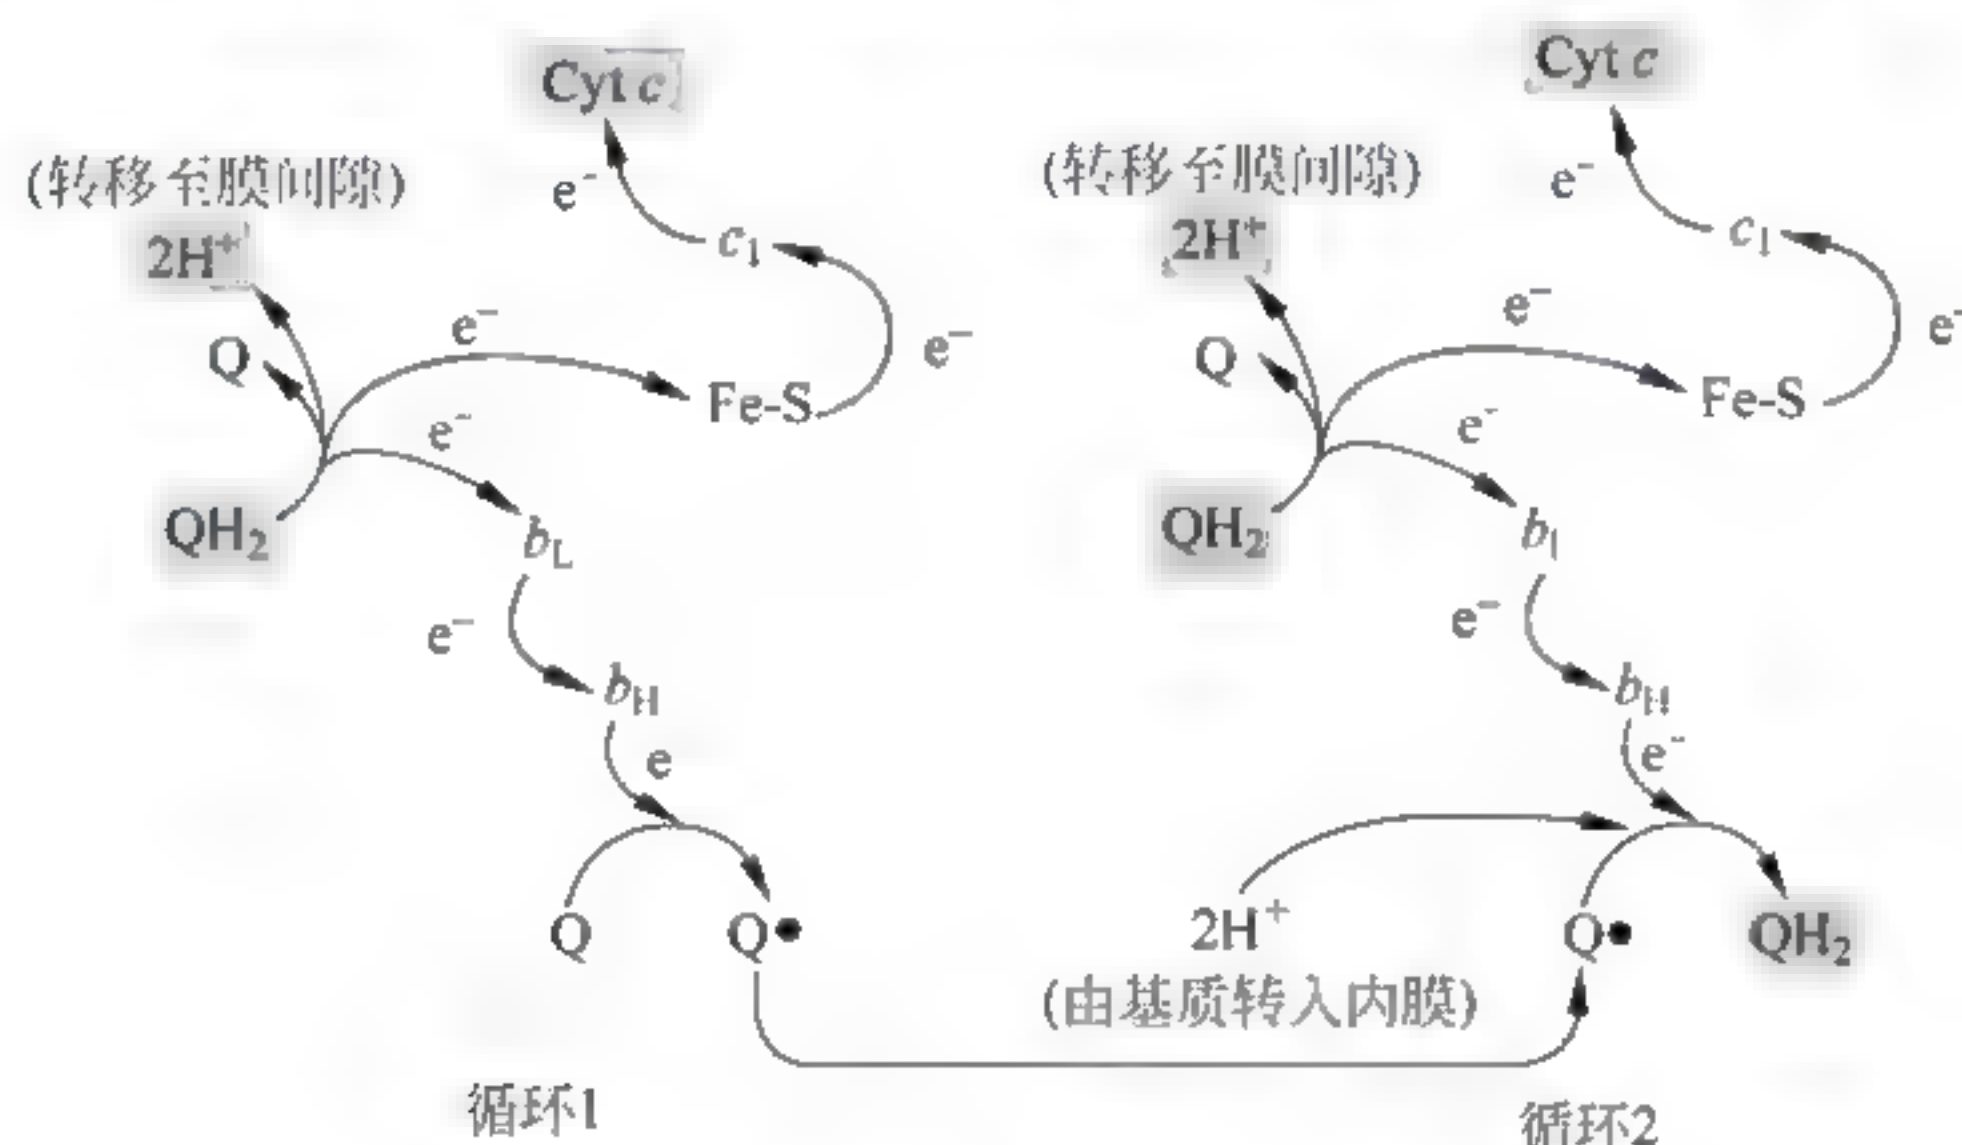 Cyt c
(转移至膜间隙)
2H⁺
e⁻
c₁
Q
e⁻
e⁻
Fe-S
e⁻
QH₂
b_L
e⁻
b_H
e
Q
Q•
循环1
Cyt c
(转移至膜间隙)
2H⁺
e⁻
c₁
Q
e⁻
e⁻
Fe-S
e⁻
QH₂
b_L
e⁻
b_H
e⁻
2H⁺
(由基质转入内膜)
Q•
QH₂
循环2